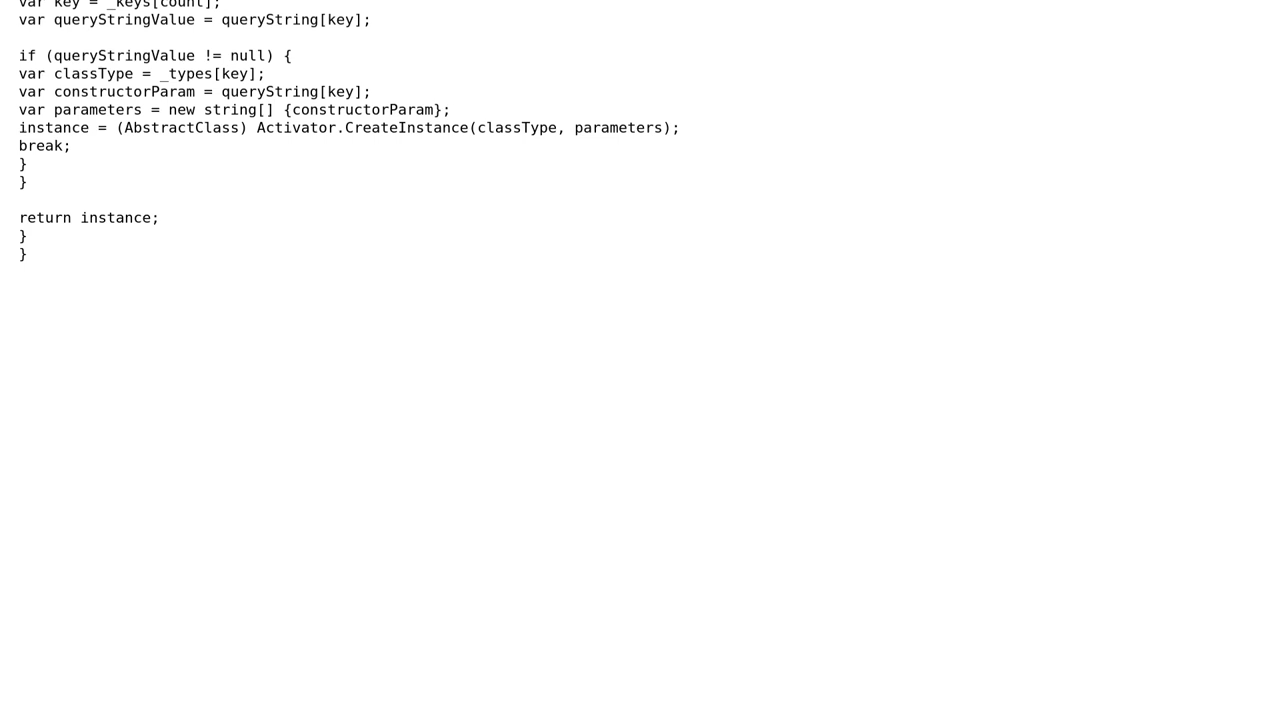 var key = _keys[count];
var queryStringValue = queryString[key];

if (queryStringValue != null) {
var classType = _types[key];
var constructorParam = queryString[key];
var parameters = new string[] {constructorParam};
instance = (AbstractClass) Activator.CreateInstance(classType, parameters);
break;
}
}

return instance;
}
}